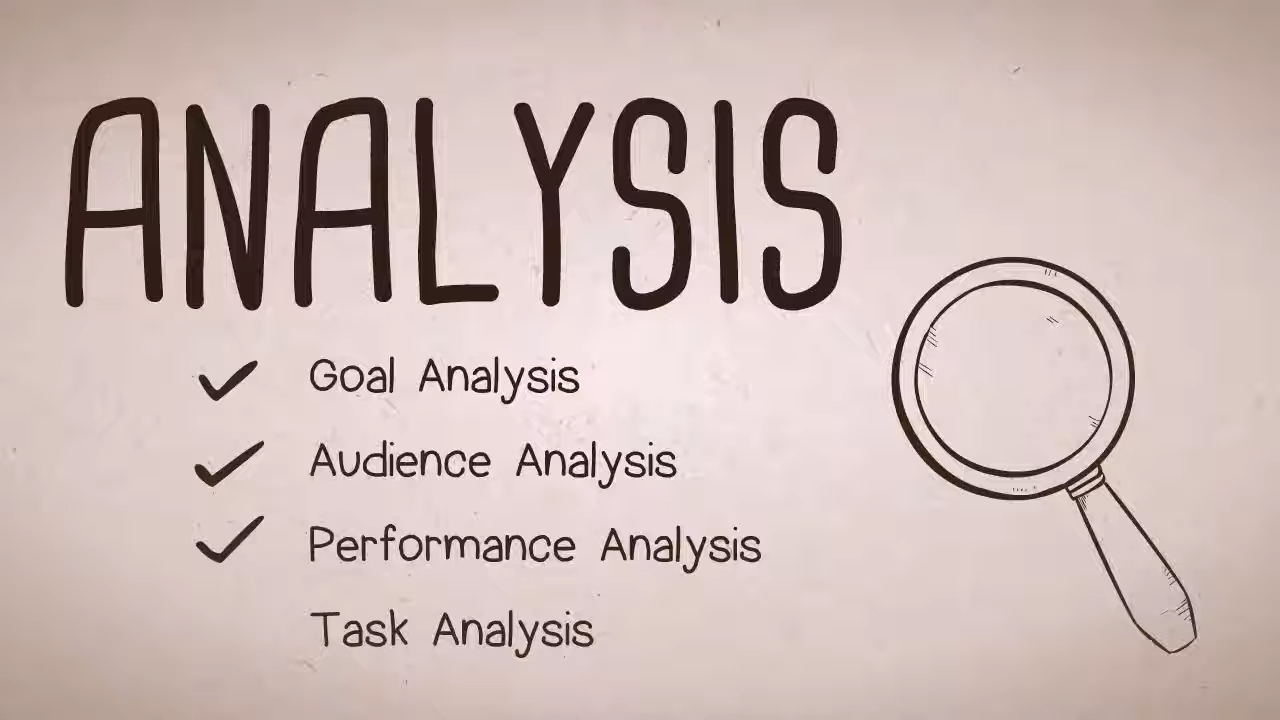 ANALYSIS
Goal Analysis
Audience Analysis
Performance Analysis
Task Analysis